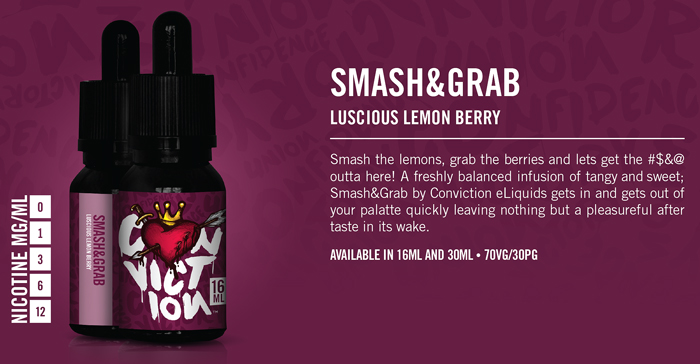 SMASH&GRAB
LUSCIOUS LEMON BERRY
Smash the lemons, grab the berries and lets get the #$&@
outta here! A freshly balanced infusion of tangy and sweet;
Smash&Grab by Conviction eLiquids gets in and gets out of
your palatte quickly leaving nothing but a pleasureful after
taste in its wake.
AVAILABLE IN 16ML AND 30ML • 70VG/30PG
NICOTINE MG/ML
0
1
3
6
12
SMASH&GRAB
LUSCIOUS LEMON BERRY
CON
VICT
ION
16
ML